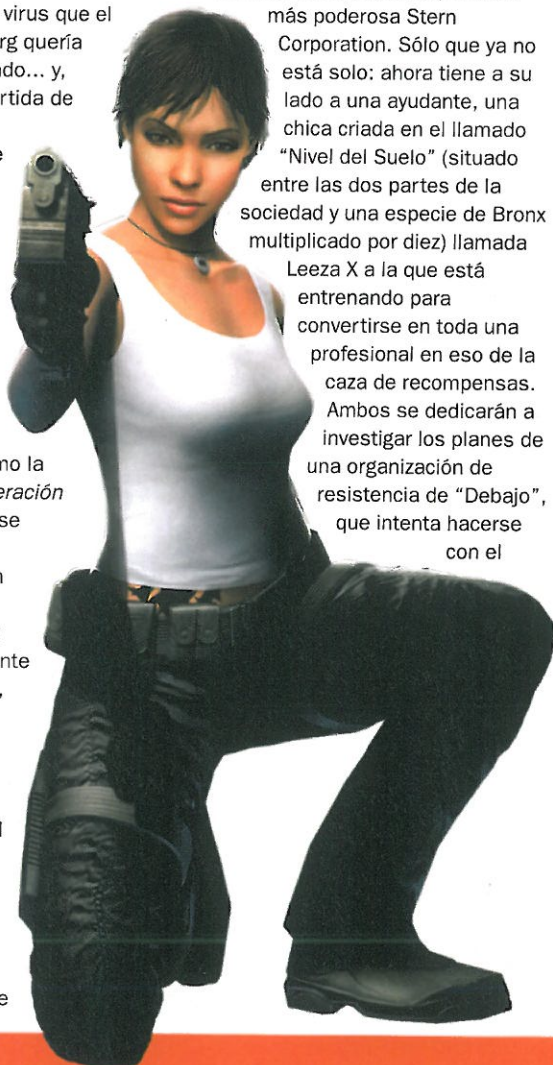 virus que el
rg quería
do... y,
rtida de
e
mo la
eración
se
n
nte
e
más poderosa Stern
Corporation. Sólo que ya no
está solo: ahora tiene a su
lado a una ayudante, una
chica criada en el llamado
“Nivel del Suelo” (situado
entre las dos partes de la
sociedad y una especie de Bronx
multiplicado por diez) llamada
Leeza X a la que está
entrenando para
convertirse en toda una
profesional en eso de la
caza de recompensas.
Ambos se dedicarán a
investigar los planes de
una organización de
resistencia de “Debajo”,
que intenta hacerse
con el